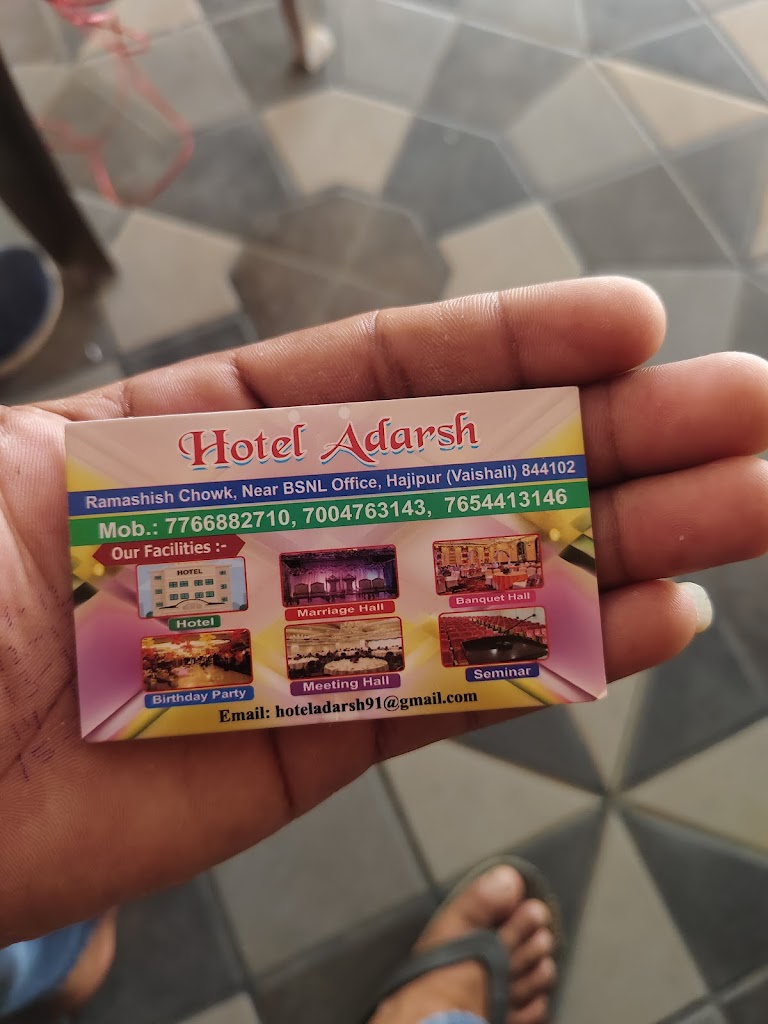 Hotel Adarsh
Ramashish Chowk, Near BSNL Office, Hajipur (Vaishali) 844102
Mob.: 7766882710, 7004763143, 7654413146
Our Facilities :-
HOTEL
Hotel
Marriage Hall
Banquet Hall
Birthday Party
Meeting Hall
Seminar
Email: hoteladarsh91@gmail.com